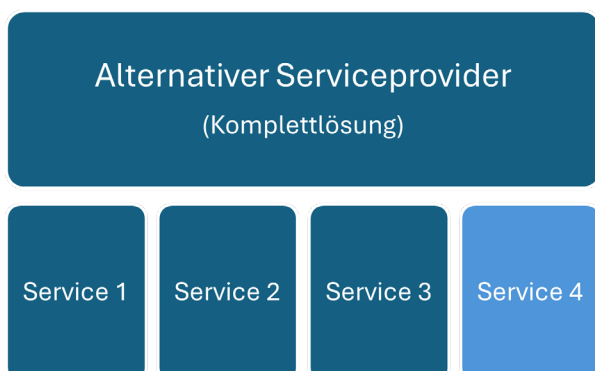 Alternativer Serviceprovider
(Komplettlösung)
Service 1
Service 2
Service 3
Service 4